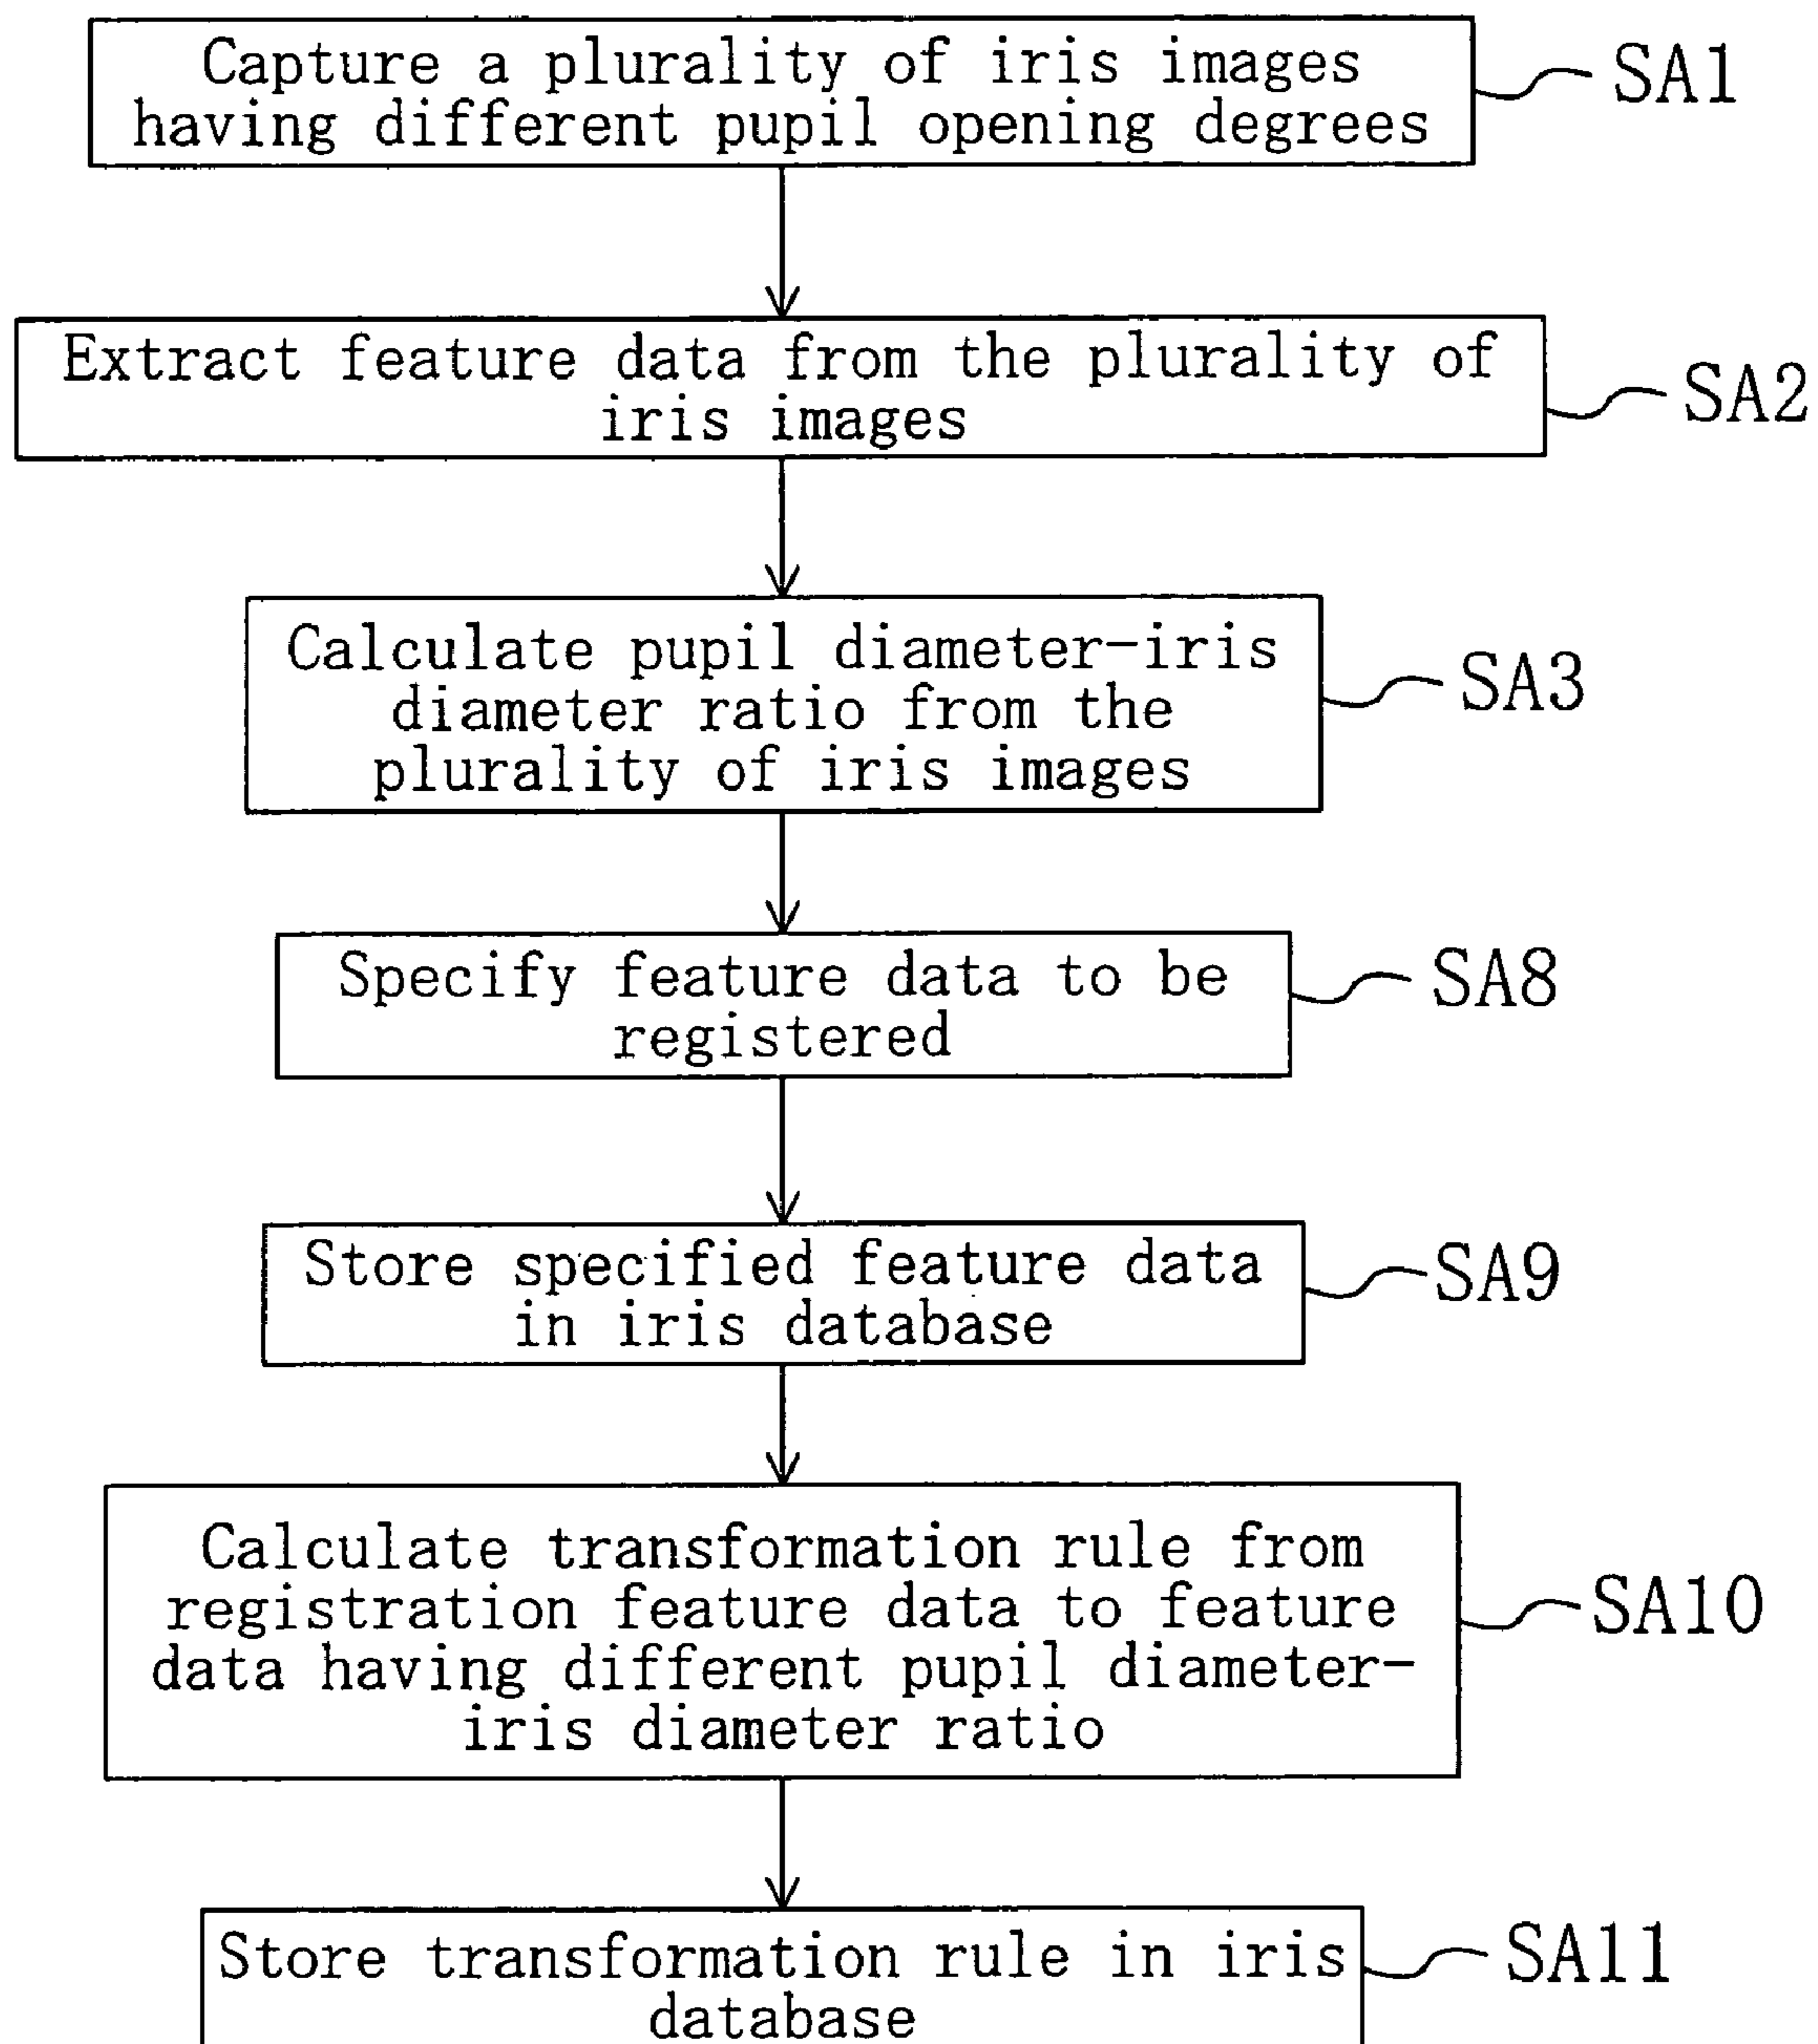 Capture a plurality of iris images
having different pupil opening degrees
SA1
Extract feature data from the plurality of
iris images
SA2
Calculate pupil diameter-iris
diameter ratio from the
plurality of iris images
SA3
Specify feature data to be
registered
SA8
Store specified feature data
in iris database
SA9
Calculate transformation rule from
registration feature data to feature
data having different pupil diameter-
iris diameter ratio
SA10
Store transformation rule in iris
database
SA11